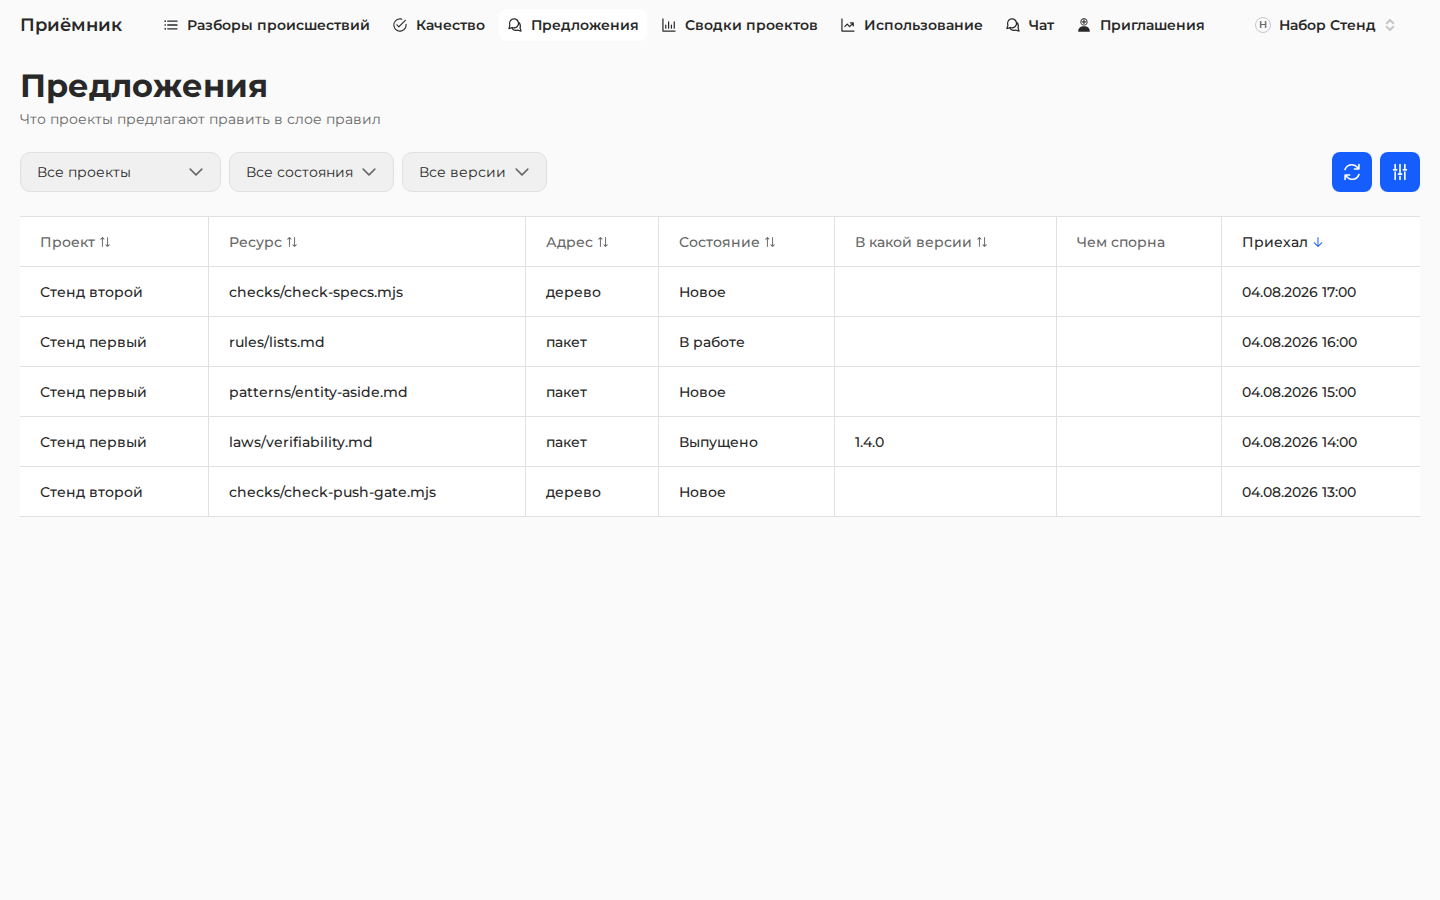 Приёмник Разборы происшествий Качество Предложения Сводки проектов Использование Чат Приглашения Н Набор Стенд
Предложения
Что проекты предлагают править в слое правил
Все проекты Все состояния Все версии
Проект Ресурс Адрес Состояние В какой версии Чем спорна Приехал
Стенд второй checks/check-specs.mjs дерево Новое 04.08.2026 17:00
Стенд первый rules/lists.md пакет В работе 04.08.2026 16:00
Стенд первый patterns/entity-aside.md пакет Новое 04.08.2026 15:00
Стенд первый laws/verifiability.md пакет Выпущено 1.4.0 04.08.2026 14:00
Стенд второй checks/check-push-gate.mjs дерево Новое 04.08.2026 13:00